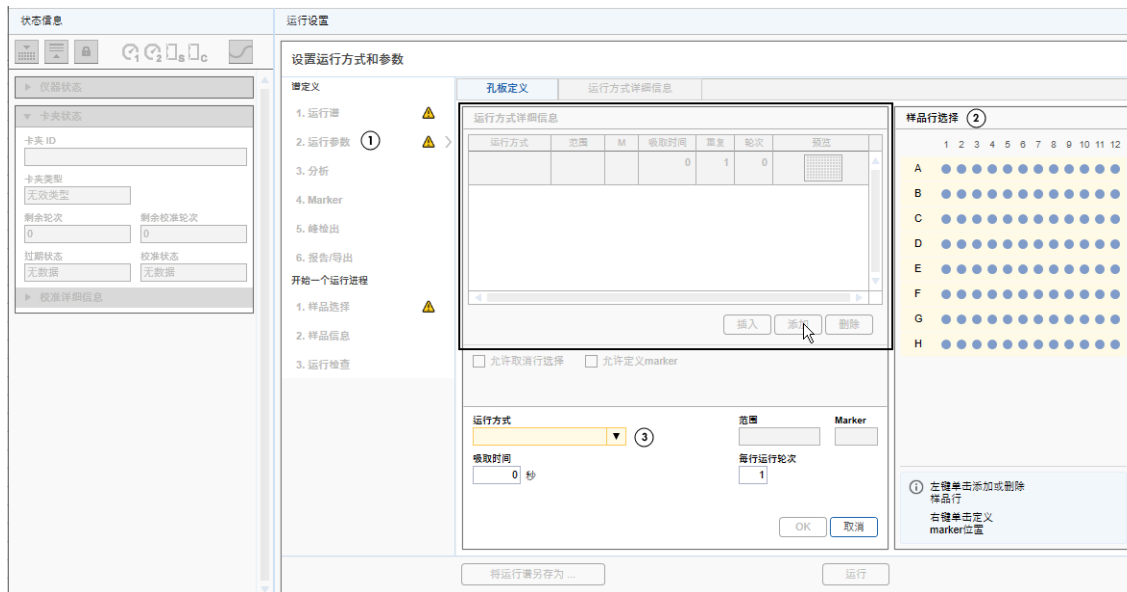 状态信息
运行设置
1 2 S C
设置运行方式和参数
仪器状态
卡夹状态
卡夹 ID
卡夹类型
无效类型
剩余轮次 剩余校准轮次
0 0
过期状态 校准状态
无数据 无数据
校准详细信息
谱定义
1. 运行谱
2. 运行参数 1
3. 分析
4. Marker
5. 峰检出
6. 报告/导出
开始一个运行进程
1. 样品选择
2. 样品信息
3. 运行检查
孔板定义 运行方式详细信息
运行方式详细信息
运行方式 范围 M 吸取时间 重复 轮次 预览
0 1 0
插入 添加 删除
允许取消行选择 允许定义marker
运行方式 范围 Marker
3
吸取时间 每行运行轮次
0 秒 1
OK 取消
样品行选择 2
1 2 3 4 5 6 7 8 9 10 11 12
A
B
C
D
E
F
G
H
左键单击添加或删除
样品行
右键单击定义
marker位置
将运行谱另存为 ... 运行